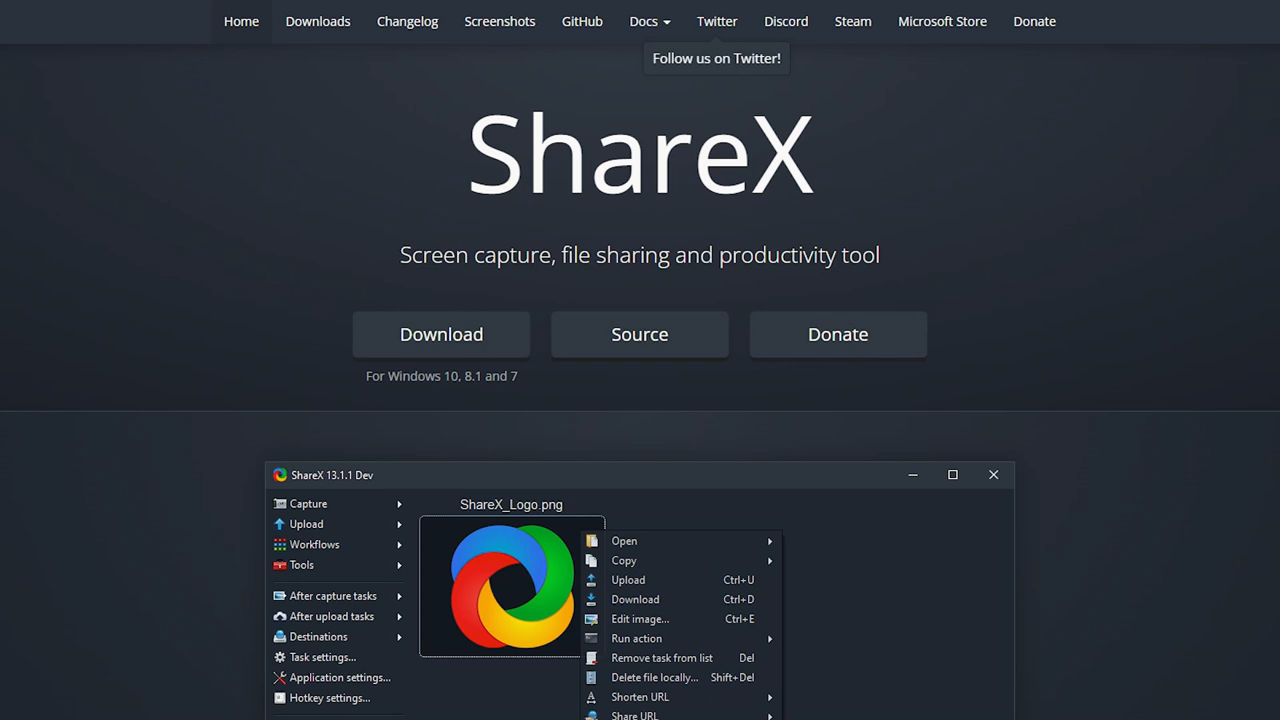 Home Downloads Changelog Screenshots GitHub Docs Twitter Discord Steam Microsoft Store Donate
Follow us on Twitter!
ShareX
Screen capture, file sharing and productivity tool
Download Source Donate
For Windows 10, 8.1 and 7
ShareX 13.1.1 Dev
Capture
Upload
Workflows
Tools
After capture tasks
After upload tasks
Destinations
Task settings...
Application settings...
Hotkey settings...
ShareX_Logo.png
Open
Copy
Upload Ctrl+U
Download Ctrl+D
Edit image... Ctrl+E
Run action
Remove task from list Del
Delete file locally... Shift+Del
Shorten URL
Share URL